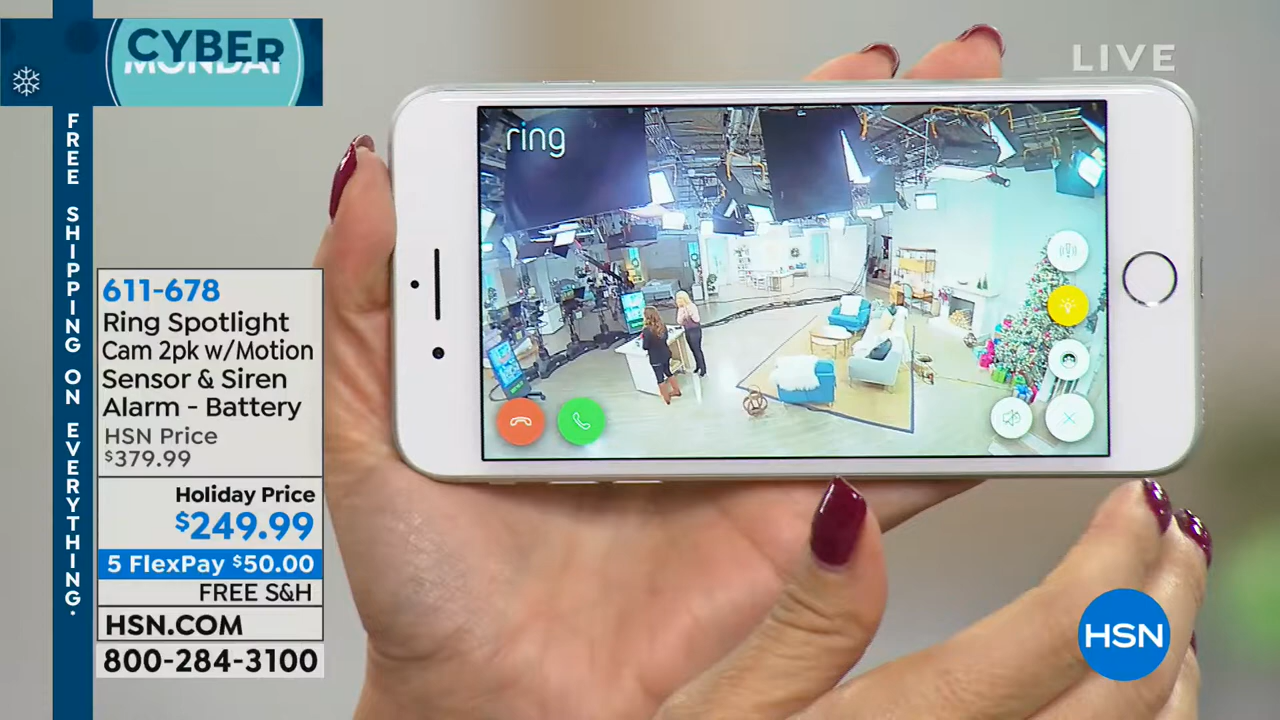 CYBER
MONDAY
LIVE
FREE SHIPPING ON EVERYTHING.
ring
611-678
Ring Spotlight
Cam 2pk w/Motion
Sensor & Siren
Alarm - Battery
HSN Price
$379.99
Holiday Price
$249.99
5 FlexPay $50.00
FREE S&H
HSN.COM
800-284-3100
HSN